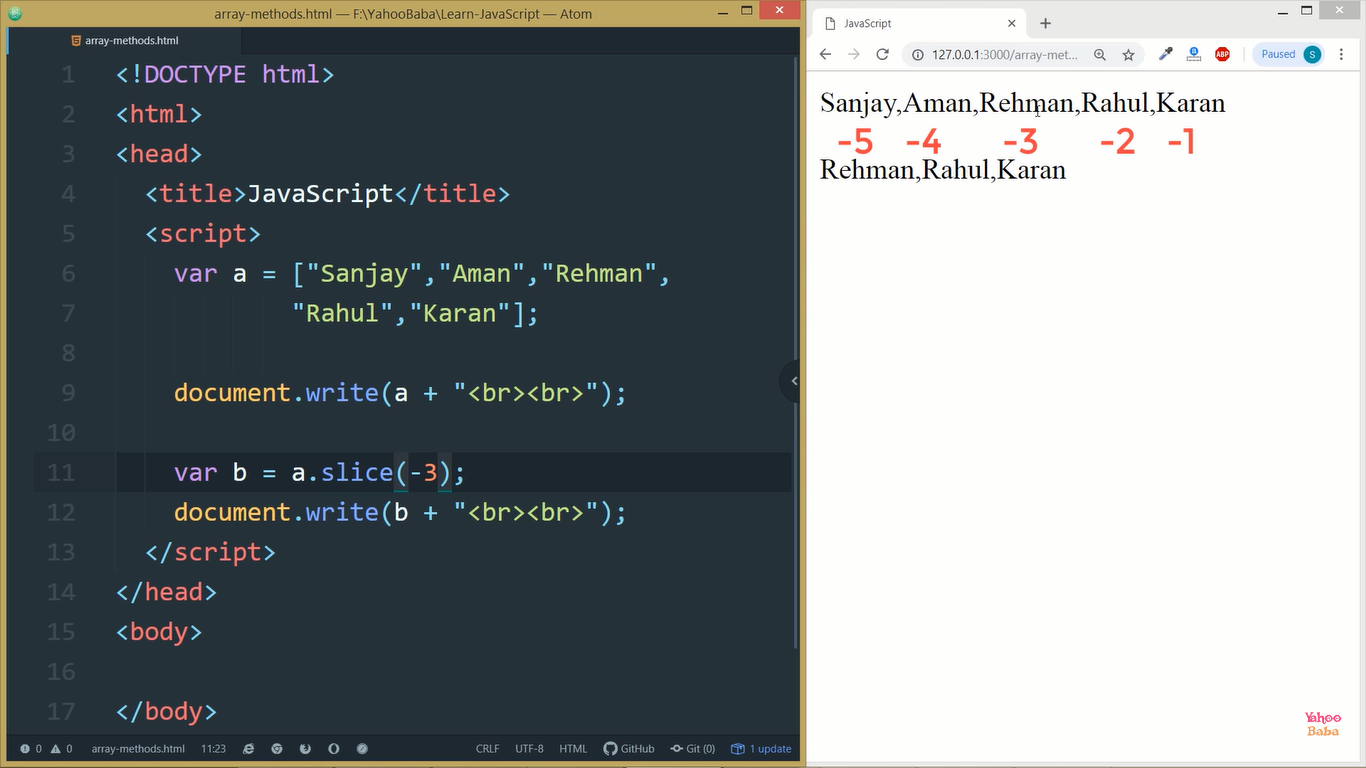 array-methods.html — F:\YahooBaba\Learn-JavaScript — Atom
array-methods.html
1 <!DOCTYPE html>
2 <html>
3 <head>
4 <title>JavaScript</title>
5 <script>
6 var a = ["Sanjay","Aman","Rehman",
7 "Rahul","Karan"];
8
9 document.write(a + "<br><br>");
10
11 var b = a.slice(-3);
12 document.write(b + "<br><br>");
13 </script>
14 </head>
15 <body>
16
17 </body>
0 0 array-methods.html 11:23 CRLF UTF-8 HTML GitHub Git (0) 1 update
JavaScript
127.0.0.1:3000/array-met... ABP Paused S
Sanjay,Aman,Rehman,Rahul,Karan
-5 -4 -3 -2 -1
Rehman,Rahul,Karan
Yahoo
Baba